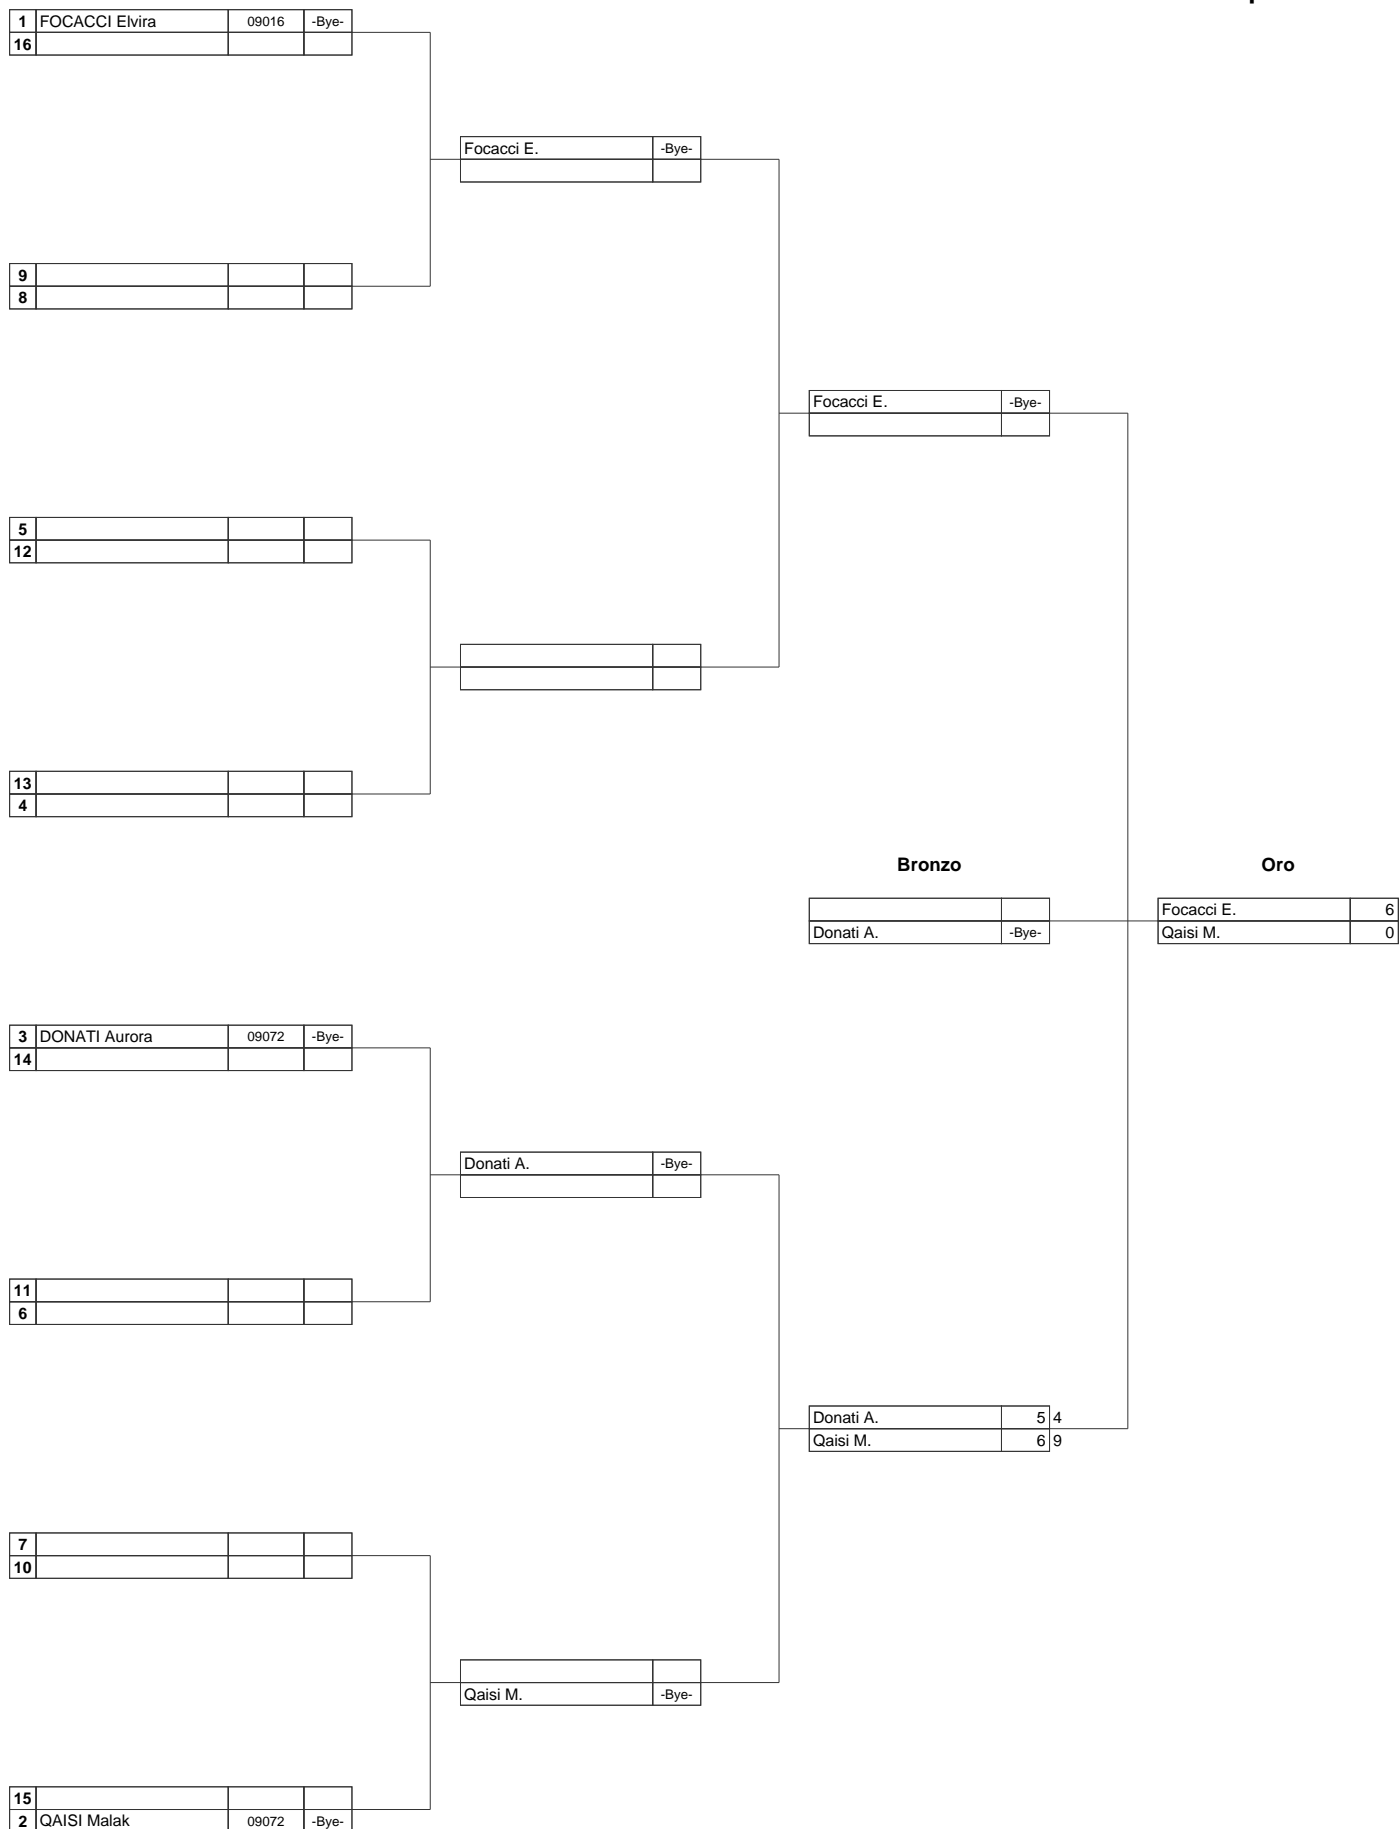 1 FOCACCI Elvira 09016 -Bye-
16
Focacci E. -Bye-
9
8
Focacci E. -Bye-
5
12
13
4
Bronzo Oro
Focacci E. 6
Donati A. -Bye- Qaisi M. 0
3 DONATI Aurora 09072 -Bye-
14
Donati A. -Bye-
11
6
Donati A. 5 4
Qaisi M. 6 9
7
10
Qaisi M. -Bye-
15
2 QAISI Malak 09072 -Bye-